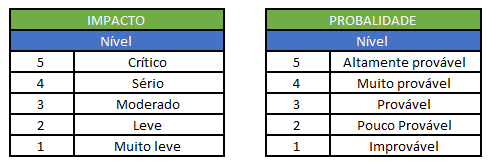 IMPACTO
Nível
5 Crítico
4 Sério
3 Moderado
2 Leve
1 Muito leve
PROBALIDADE
Nível
5 Altamente provável
4 Muito provável
3 Provável
2 Pouco Provável
1 Improvável